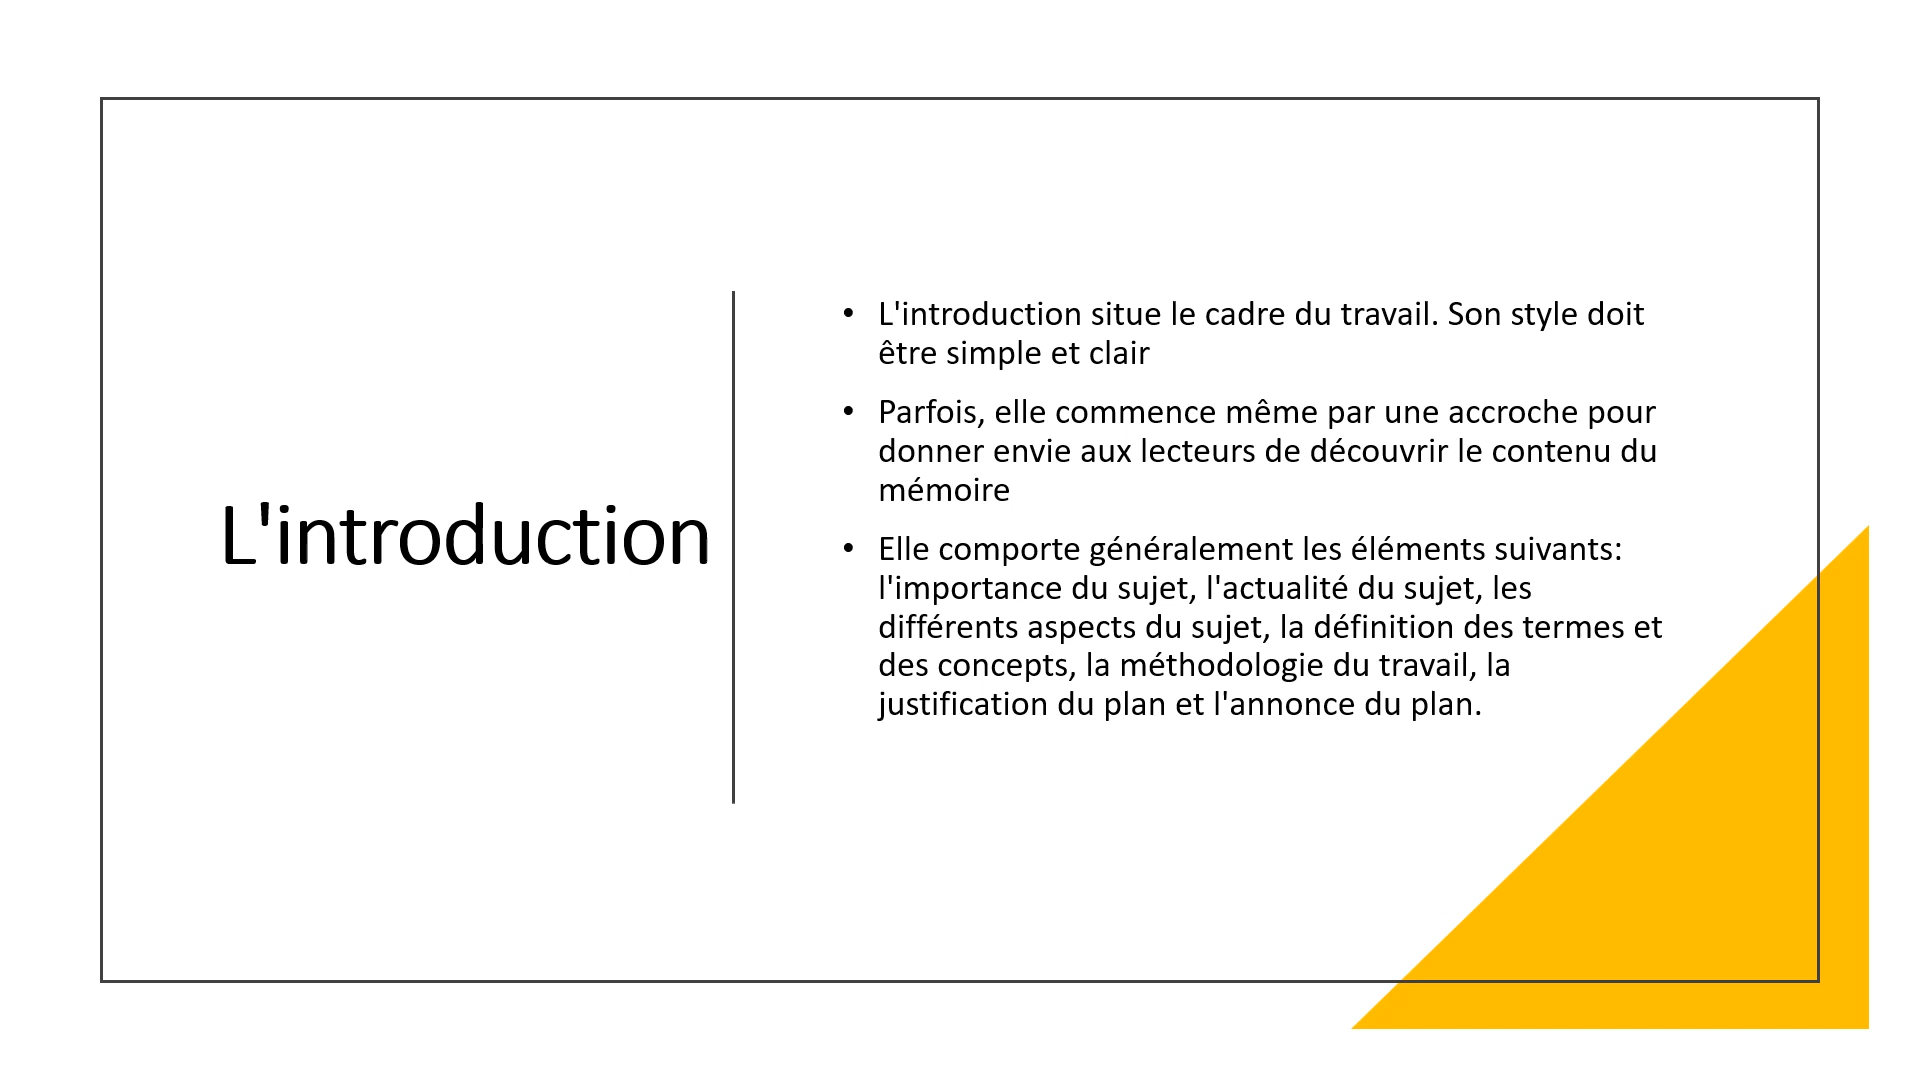 L'introduction
• L'introduction situe le cadre du travail. Son style doit
être simple et clair
• Parfois, elle commence même par une accroche pour
donner envie aux lecteurs de découvrir le contenu du
mémoire
• Elle comporte généralement les éléments suivants:
l'importance du sujet, l'actualité du sujet, les
différents aspects du sujet, la définition des termes et
des concepts, la méthodologie du travail, la
justification du plan et l'annonce du plan.